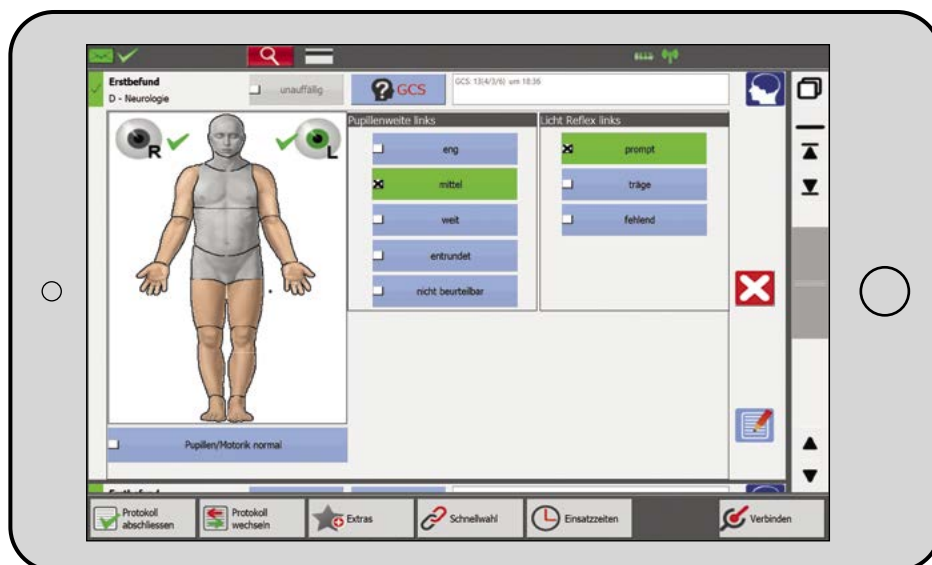 Erstbefund
D - Neurologie
unauffällig
GCS
GCS: 13(4/3/6) um 18:36
R
L
Pupillenweite links
eng
mittel
weit
entrundet
nicht beurteilbar
Licht Reflex links
prompt
träge
fehlend
Pupillen/Motorik normal
Protokoll
abschliessen
Protokoll
wechseln
Extras
Schnellwahl
Einsatzzeiten
Verbinden